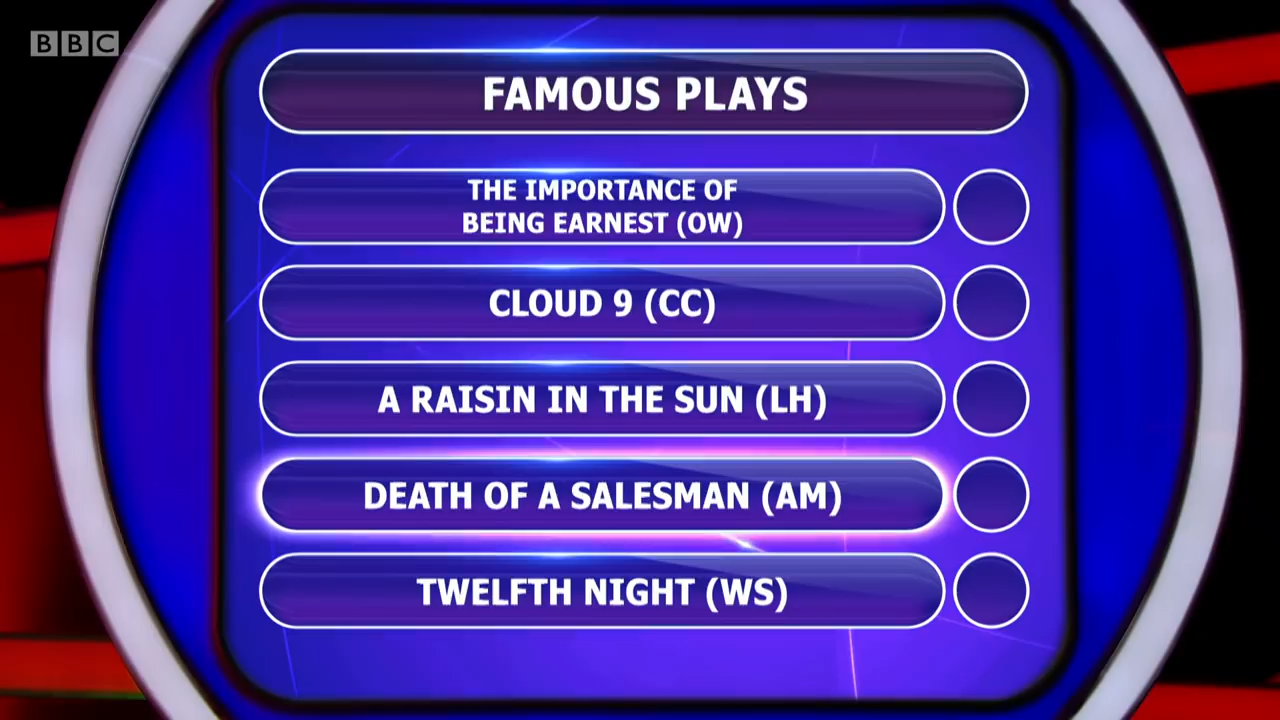 BBC
FAMOUS PLAYS
THE IMPORTANCE OF
BEING EARNEST (OW)
CLOUD 9 (CC)
A RAISIN IN THE SUN (LH)
DEATH OF A SALESMAN (AM)
TWELFTH NIGHT (WS)